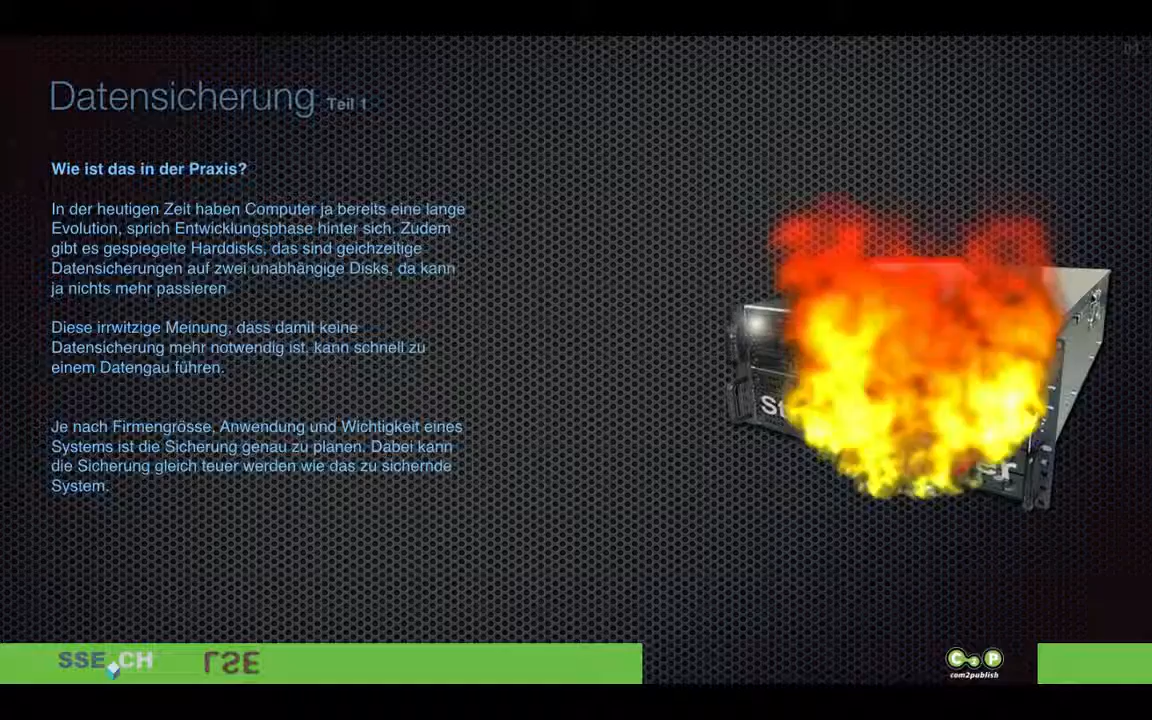 Datensicherung Teil 1
Wie ist das in der Praxis?
In der heutigen Zeit haben Computer ja bereits eine lange
Evolution, sprich Entwicklungsphase hinter sich. Zudem
gibt es gespiegelte Harddisks, das sind geichzeitige
Datensicherungen auf zwei unabhängige Disks, da kann
ja nichts mehr passieren.
Diese irrwitzige Meinung, dass damit keine
Datensicherung mehr notwendig ist, kann schnell zu
einem Datengau führen.
Je nach Firmengrösse, Anwendung und Wichtigkeit eines
Systems ist die Sicherung genau zu planen. Dabei kann
die Sicherung gleich teuer werden wie das zu sichernde
System.
SSE.CH
C2P
com2publish